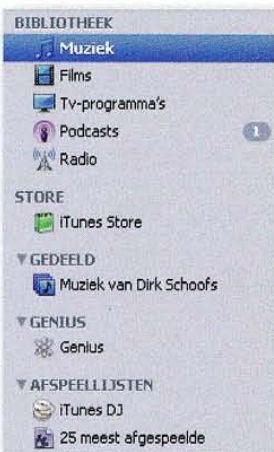 BIBLIOTHEEK
Muziek
Films
Tv-programma's
Podcasts 1
Radio
STORE
iTunes Store
GEDEELD
Muziek van Dirk Schoofs
GENIUS
Genius
AFSPEELLIJSTEN
iTunes DJ
25 meest afgespeelde